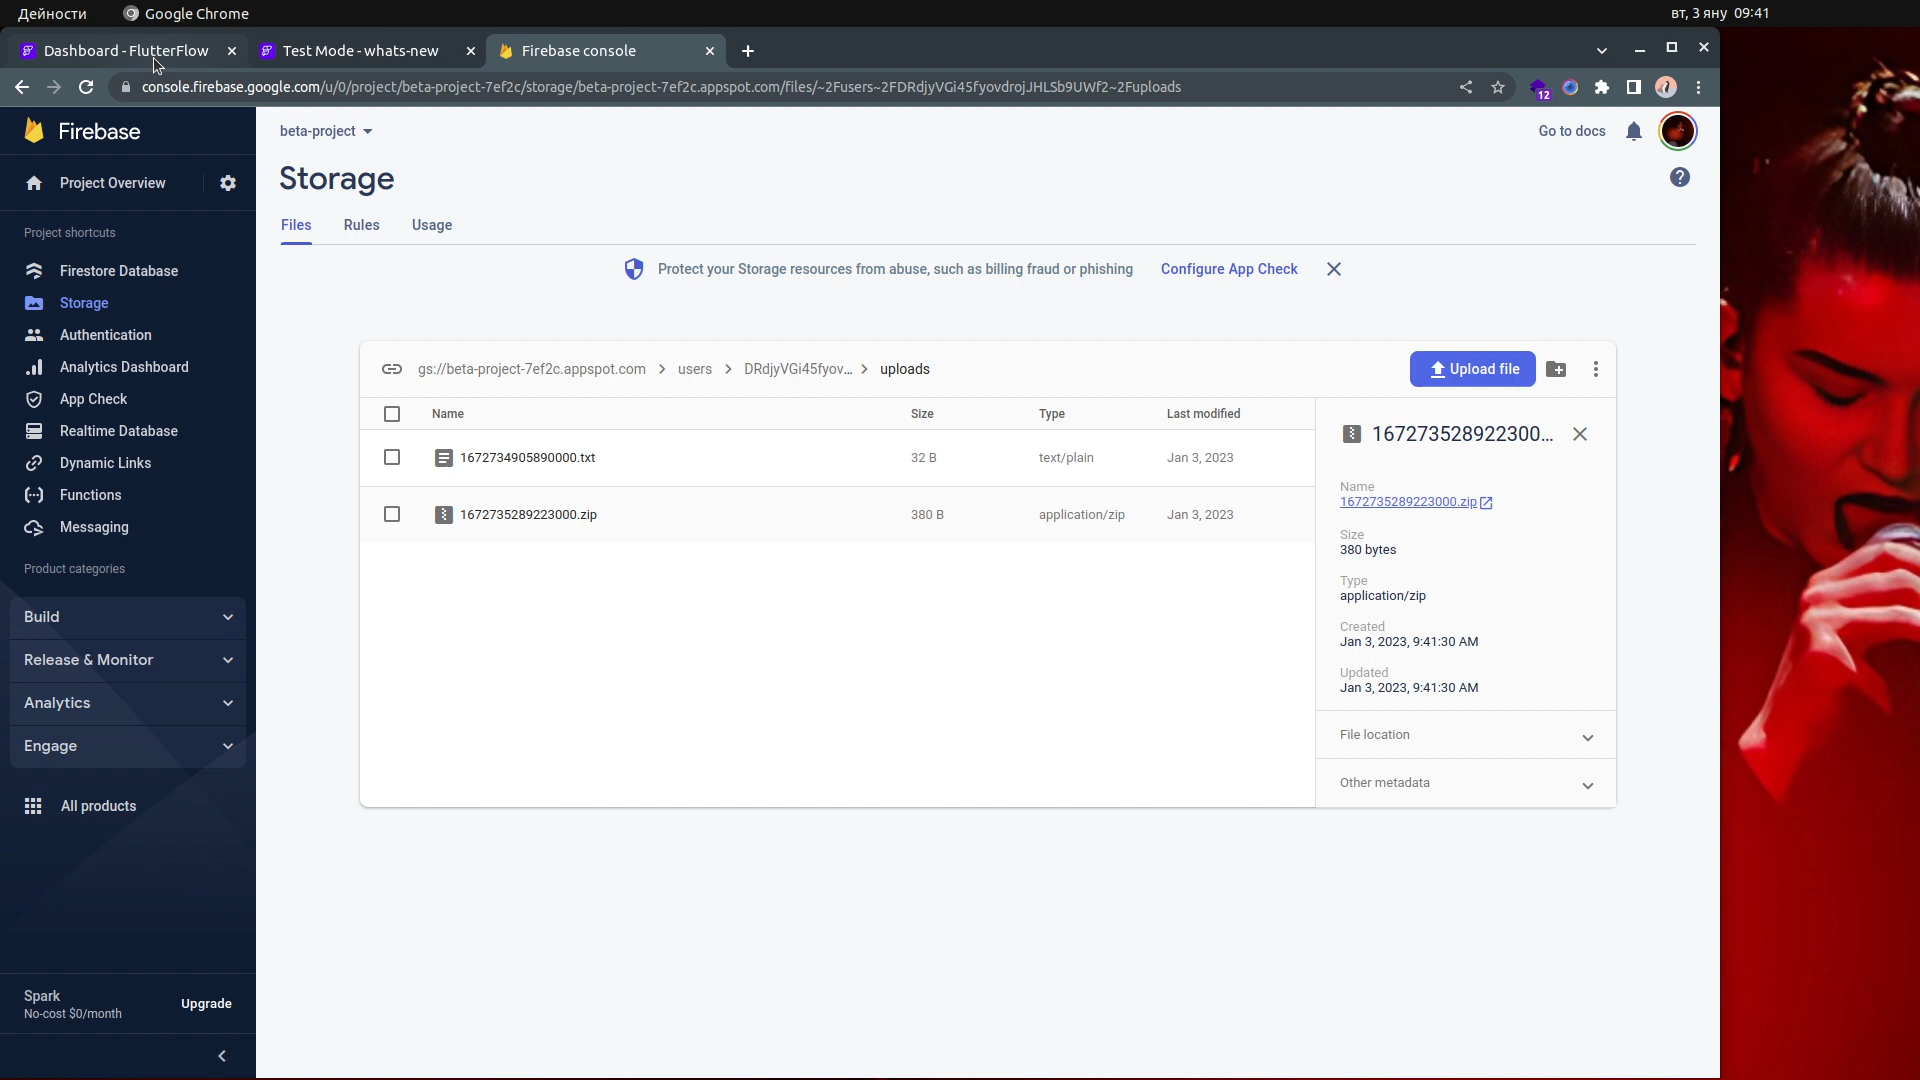 Дейности
Google Chrome
вт, 3 яну 09:41
Dashboard - FlutterFlow
Test Mode - whats-new
Firebase console
console.firebase.google.com/u/0/project/beta-project-7ef2c/storage/beta-project-7ef2c.appspot.com/files/~2Fusers~2FDRdjyVGi45fyovdrojJHLSb9UWf2~2Fuploads
12
Firebase
beta-project
Go to docs
Project Overview
Storage
?
Project shortcuts
Files
Rules
Usage
Firestore Database
Protect your Storage resources from abuse, such as billing fraud or phishing
Configure App Check
Storage
Authentication
Analytics Dashboard
App Check
Realtime Database
Dynamic Links
Functions
Messaging
gs://beta-project-7ef2c.appspot.com
users
DRdjyVGi45fyov...
uploads
Upload file
Name
Size
Type
Last modified
1672734905890000.txt
32 B
text/plain
Jan 3, 2023
1672735289223000.zip
380 B
application/zip
Jan 3, 2023
167273528922300...
Name
1672735289223000.zip
Size
380 bytes
Type
application/zip
Created
Jan 3, 2023, 9:41:30 AM
Updated
Jan 3, 2023, 9:41:30 AM
File location
Other metadata
Product categories
Build
Release & Monitor
Analytics
Engage
All products
Spark
No-cost $0/month
Upgrade